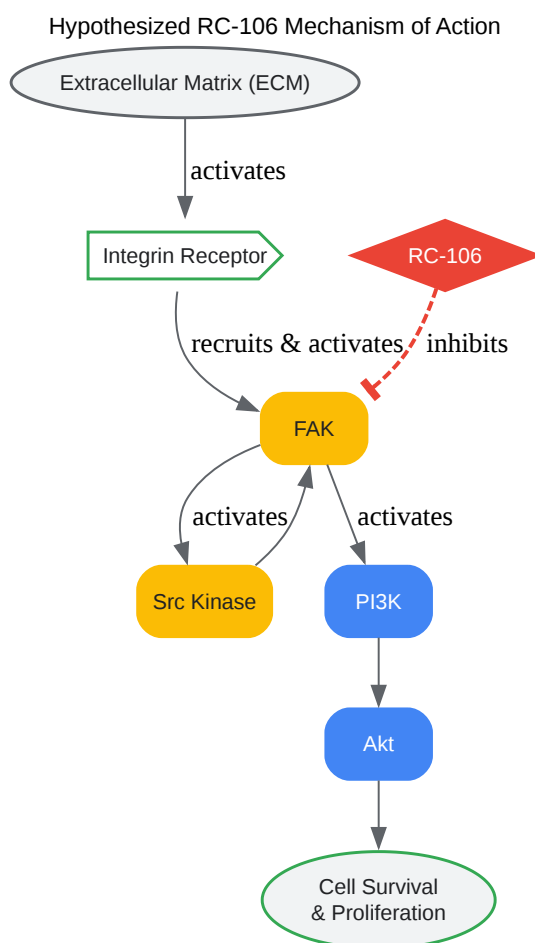 Hypothesized RC-106 Mechanism of Action
Extracellular Matrix (ECM)
activates
Integrin Receptor
RC-106
recruits & activates
inhibits
FAK
activates
activates
Src Kinase
PI3K
Akt
Cell Survival
& Proliferation